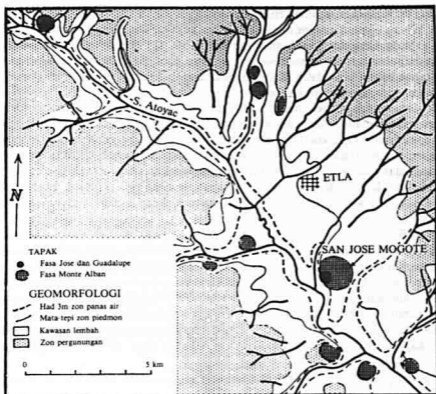 S. Atoyac
ETLA
SAN JOSE MOGOTE
N
TAPAK
Fasa Jose dan Guadalupe
Fasa Monte Alban
GEOMORFOLOGI
Had 3m zon panas air
Mata-tepi zon piedmon
Kawasan lembah
Zon pergunungan
0 5 km